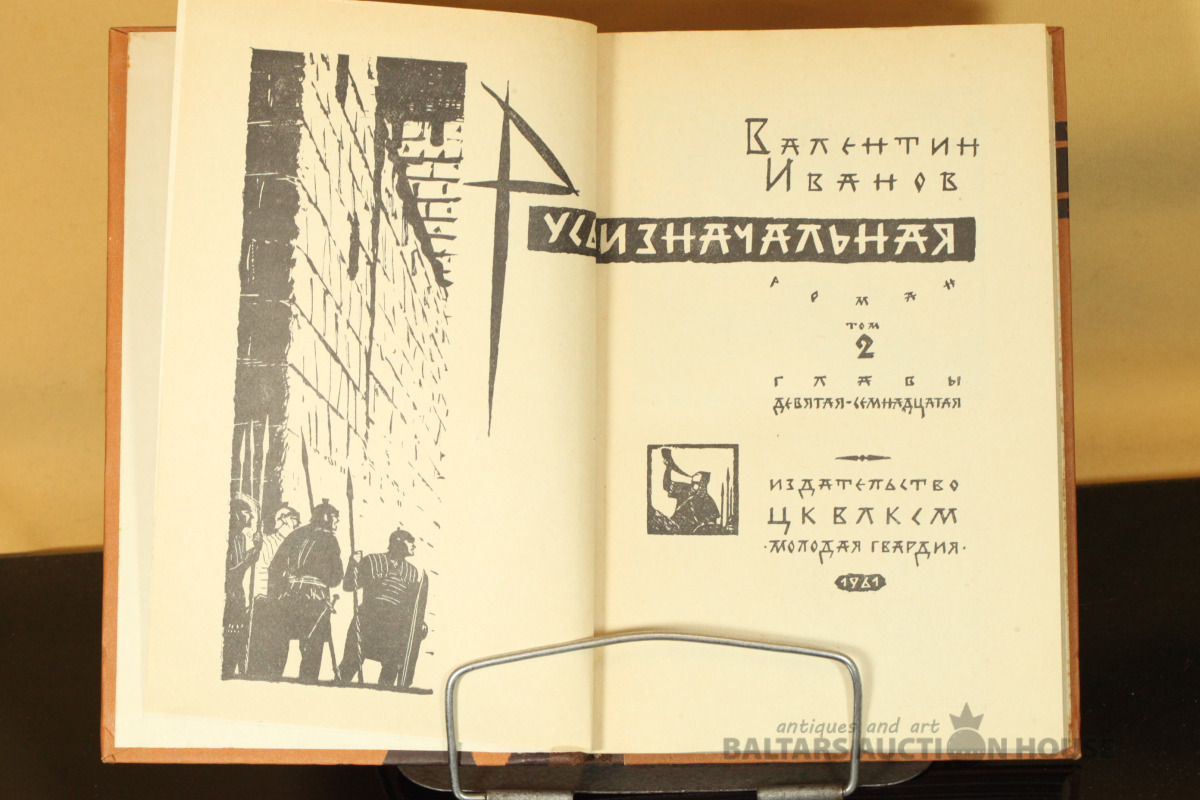 Валентин
Иванов
Русь изначальная
роман
том
2
главы
девятая-семнадцатая
издательство
ЦК ВЛКСМ
·молодая гвардия·
1961
antiques and art
BALTARS AUCTION HOUSE